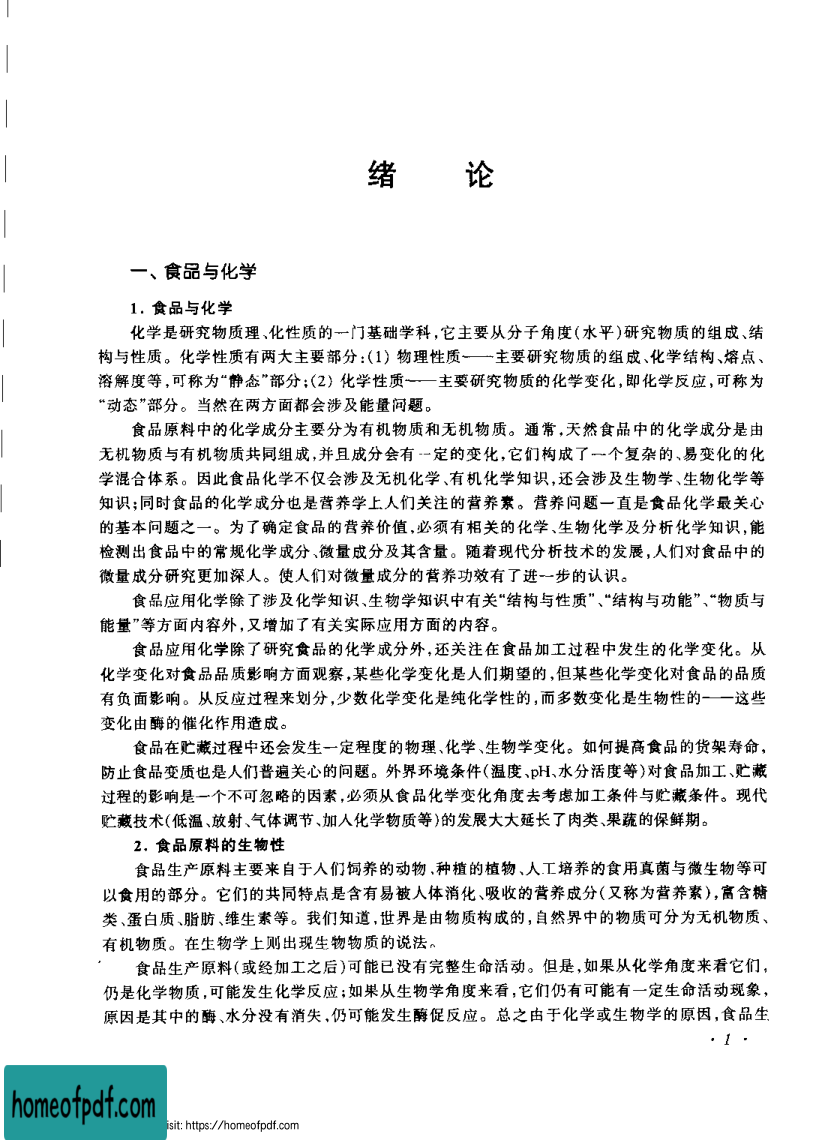 绪 论
一、食品与化学
1. 食品与化学
化学是研究物质理、化性质的一门基础学科,它主要从分子角度(水平)研究物质的组成、结
构与性质。化学性质有两大主要部分:(1) 物理性质——主要研究物质的组成、化学结构、熔点、
溶解度等,可称为“静态”部分;(2) 化学性质——主要研究物质的化学变化,即化学反应,可称为
“动态”部分。当然在两方面都会涉及能量问题。
食品原料中的化学成分主要分为有机物质和无机物质。通常,天然食品中的化学成分是由
无机物质与有机物质共同组成,并且成分会有一定的变化,它们构成了一个复杂的、易变化的化
学混合体系。因此食品化学不仅会涉及无机化学、有机化学知识,还会涉及生物学、生物化学等
知识;同时食品的化学成分也是营养学上人们关注的营养素。营养问题一直是食品化学最关心
的基本问题之一。为了确定食品的营养价值,必须有相关的化学、生物化学及分析化学知识,能
检测出食品中的常规化学成分、微量成分及其含量。随着现代分析技术的发展,人们对食品中的
微量成分研究更加深人。使人们对微量成分的营养功效有了进一步的认识。
食品应用化学除了涉及化学知识、生物学知识中有关“结构与性质”、“结构与功能”、“物质与
能量”等方面内容外,又增加了有关实际应用方面的内容。
食品应用化学除了研究食品的化学成分外,还关注在食品加工过程中发生的化学变化。从
化学变化对食品品质影响方面观察,某些化学变化是人们期望的,但某些化学变化对食品的品质
有负面影响。从反应过程来划分,少数化学变化是纯化学性的,而多数变化是生物性的——这些
变化由酶的催化作用造成。
食品在贮藏过程中还会发生一定程度的物理、化学、生物学变化。如何提高食品的货架寿命,
防止食品变质也是人们普遍关心的问题。外界环境条件(温度、pH、水分活度等)对食品加工、贮藏
过程的影响是一个不可忽略的因素,必须从食品化学变化角度去考虑加工条件与贮藏条件。现代
贮藏技术(低温、放射、气体调节、加人化学物质等)的发展大大延长了肉类、果蔬的保鲜期。
2. 食品原料的生物性
食品生产原料主要来自于人们饲养的动物、种植的植物、人工培养的食用真菌与微生物等可
以食用的部分。它们的共同特点是含有易被人体消化、吸收的营养成分(又称为营养素),富含糖
类、蛋白质、脂肪、维生素等。我们知道,世界是由物质构成的,自然界中的物质可分为无机物质、
有机物质。在生物学上则出现生物物质的说法。
食品生产原料(或经加工之后)可能已没有完整生命活动。但是,如果从化学角度来看它们,
仍是化学物质,可能发生化学反应;如果从生物学角度来看,它们仍有可能有一定生命活动现象,
原因是其中的酶、水分没有消失,仍可能发生酶促反应。总之由于化学或生物学的原因,食品生
· 1 ·
homeofpdf.com
isit: https://homeofpdf.com